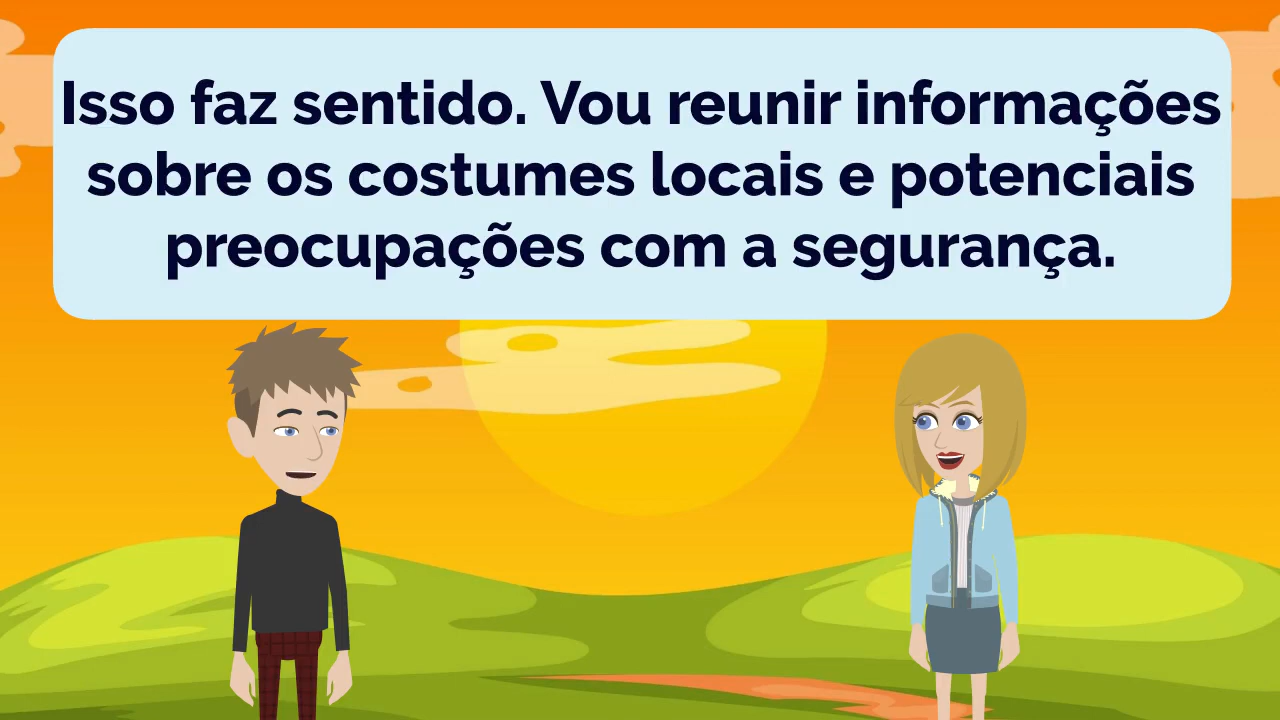 Isso faz sentido. Vou reunir informações
sobre os costumes locais e potenciais
preocupações com a segurança.